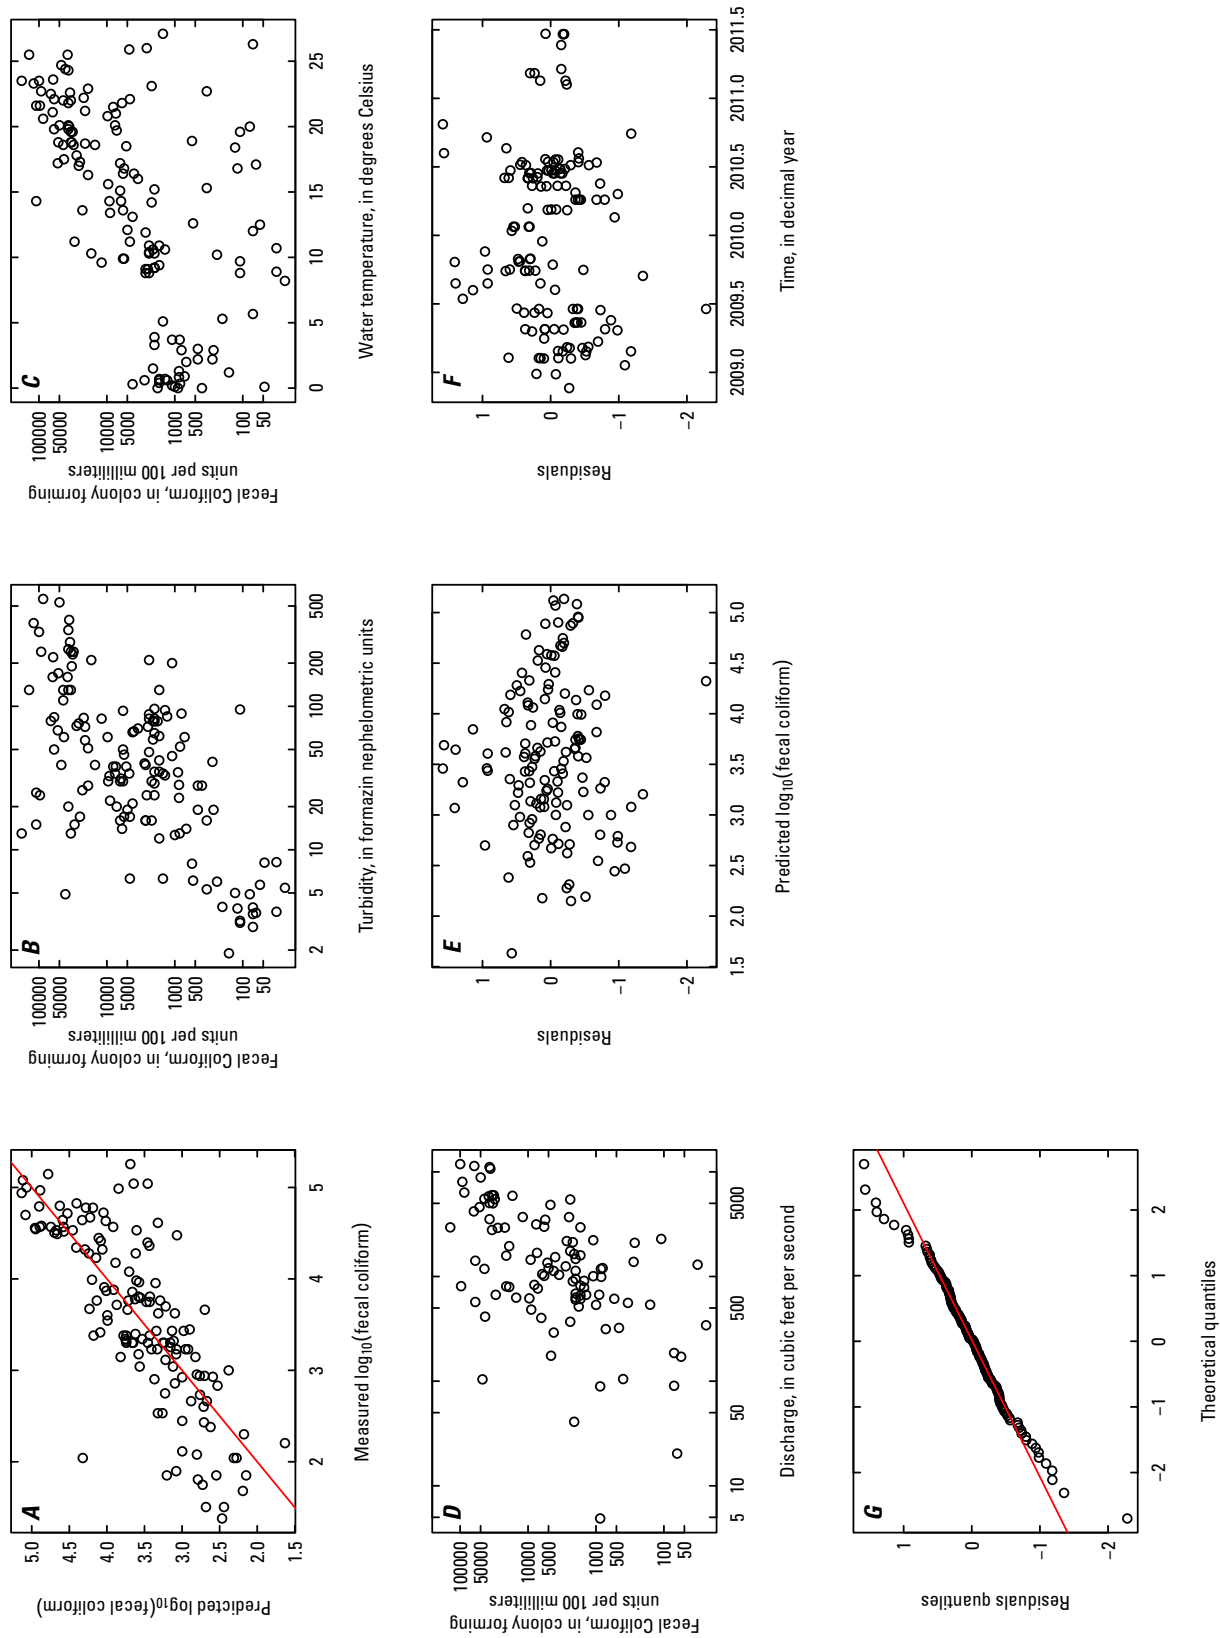 Predicted log10(fecal coliform)
5.0
4.5
4.0
3.5
3.0
2.5
2.0
1.5
A
2 3 4 5
Measured log10(fecal coliform)
Fecal Coliform, in colony forming
units per 100 milliliters
100000
50000
10000
5000
1000
500
100
50
B
2 5 10 20 50 100 200 500
Turbidity, in formazin nephelometric units
Fecal Coliform, in colony forming
units per 100 milliliters
100000
50000
10000
5000
1000
500
100
50
C
0 5 10 15 20 25
Water temperature, in degrees Celsius
Fecal Coliform, in colony forming
units per 100 milliliters
100000
50000
10000
5000
1000
500
100
50
D
5 10 50 500 5000
Discharge, in cubic feet per second
Residuals
1
0
−1
−2
E
1.5 2.0 2.5 3.0 3.5 4.0 4.5 5.0
Predicted log10(fecal coliform)
Residuals
1
0
−1
−2
F
2009.0 2009.5 2010.0 2010.5 2011.0 2011.5
Time, in decimal year
Residuals quantiles
1
0
−1
−2
G
−2 −1 0 1 2
Theoretical quantiles